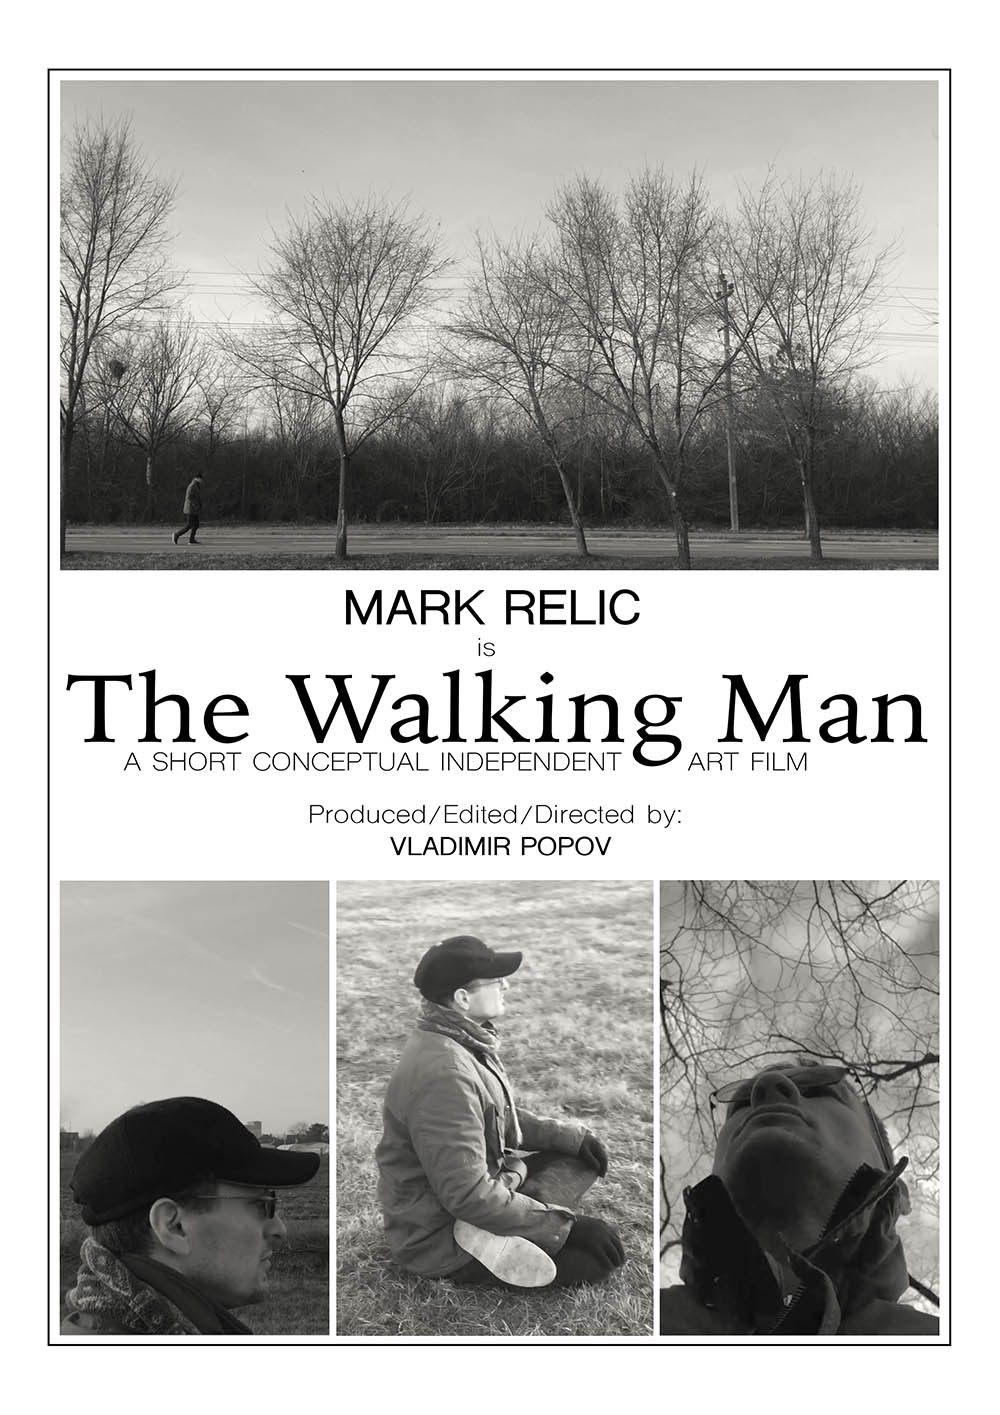 MARK RELIC
is
The Walking Man
A SHORT CONCEPTUAL INDEPENDENT ART FILM
Produced/Edited/Directed by:
VLADIMIR POPOV